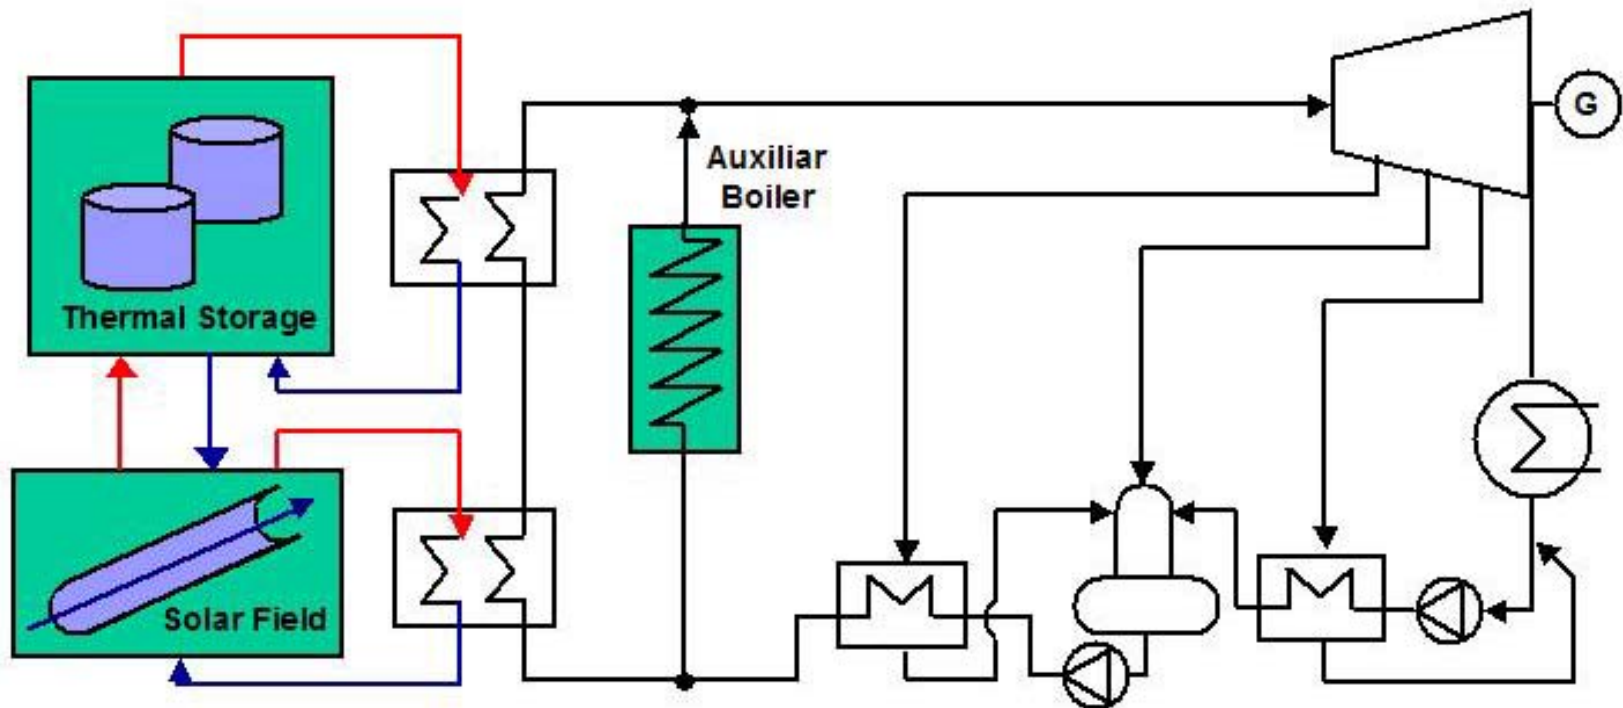 G
Auxiliar
Boiler
Thermal Storage
Solar Field